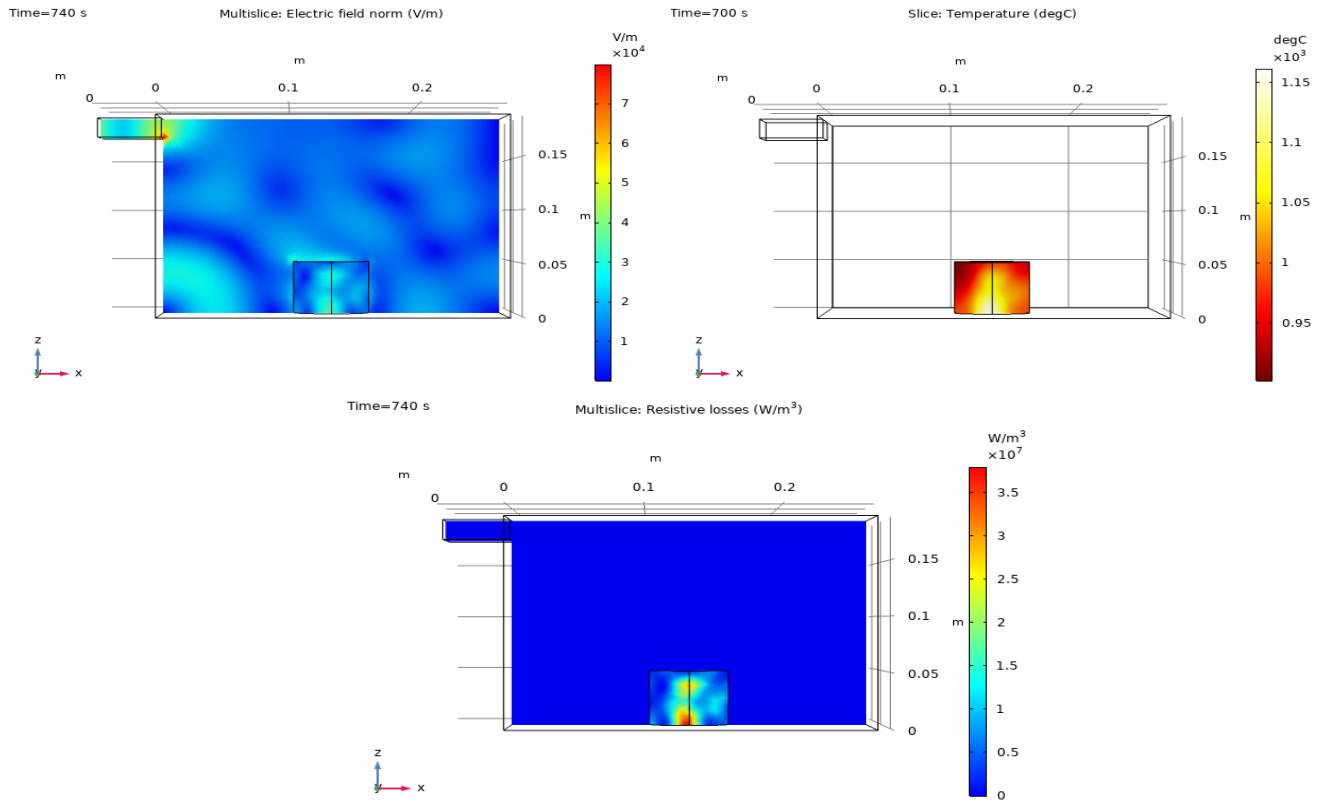 Time=740 s
Multislice: Electric field norm (V/m)
V/m
×10⁴
m
m
0
0
0.1
0.2
7
6
5
4
3
2
1
0.15
0.1
0.05
0
m
z
y
x
Time=700 s
Slice: Temperature (degC)
degC
×10³
m
m
0
0
0.1
0.2
1.15
1.1
1.05
1
0.95
0.15
0.1
0.05
0
m
z
y
x
Time=740 s
Multislice: Resistive losses (W/m³)
W/m³
×10⁷
m
m
0
0
0.1
0.2
3.5
3
2.5
2
1.5
1
0.5
0
0.15
0.1
0.05
0
m
z
y
x